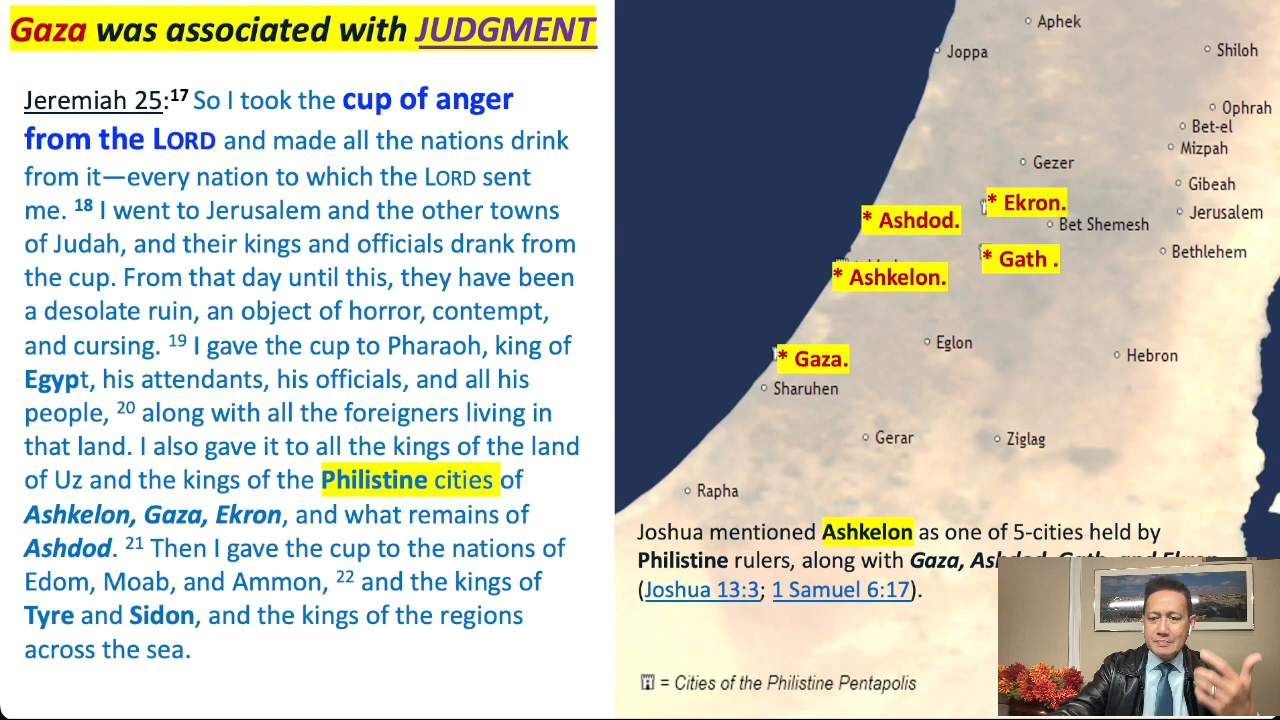 Gaza was associated with JUDGMENT
Jeremiah 25:17 So I took the cup of anger
from the LORD and made all the nations drink
from it—every nation to which the LORD sent
me. 18 I went to Jerusalem and the other towns
of Judah, and their kings and officials drank from
the cup. From that day until this, they have been
a desolate ruin, an object of horror, contempt,
and cursing. 19 I gave the cup to Pharaoh, king of
Egypt, his attendants, his officials, and all his
people, 20 along with all the foreigners living in
that land. I also gave it to all the kings of the land
of Uz and the kings of the Philistine cities of
Ashkelon, Gaza, Ekron, and what remains of
Ashdod. 21 Then I gave the cup to the nations of
Edom, Moab, and Ammon, 22 and the kings of
Tyre and Sidon, and the kings of the regions
across the sea.
Aphek
Joppa
Shiloh
Ophrah
Bet-el
Mizpah
Gezer
Gibeah
* Ekron.
Jerusalem
* Ashdod.
Bet Shemesh
Bethlehem
* Gath .
* Ashkelon.
Eglon
Hebron
* Gaza.
Sharuhen
Gerar
Ziglag
Rapha
Joshua mentioned Ashkelon as one of 5-cities held by
Philistine rulers, along with Gaza, Ashdod, Gath, and Ekron
(Joshua 13:3; 1 Samuel 6:17).
= Cities of the Philistine Pentapolis